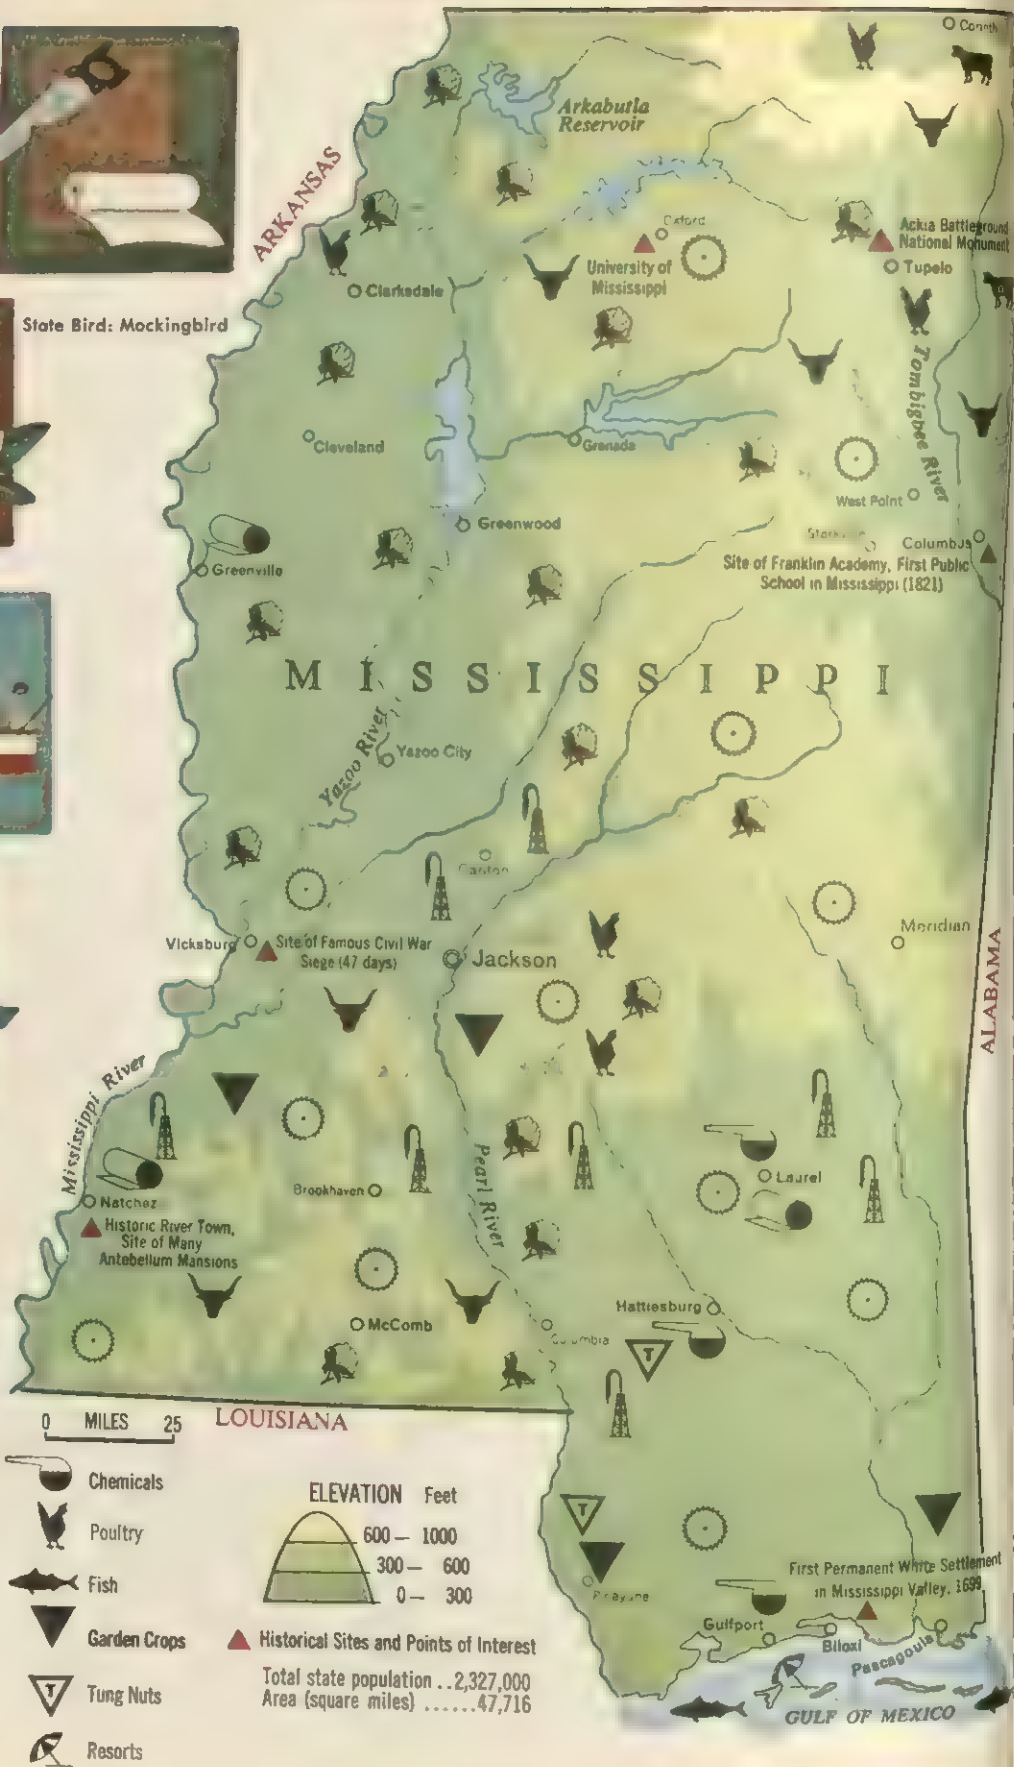 Corinth
Arkabutla
Reservoir
ARKANSAS
Oxford
Ackia Battleground
National Monument
University of
Mississippi
Tupelo
Clarksdale
State Bird: Mockingbird
Tombigbee River
Cleveland
Grenada
West Point
Greenwood
Starkville
Columbus
Site of Franklin Academy, First Public
School in Mississippi (1821)
Greenville
MISSISSIPPI
Yazoo River
Yazoo City
Canton
Meridian
Vicksburg
Site of Famous Civil War
Siege (47 days)
Jackson
ALABAMA
Mississippi River
Pearl River
Laurel
Brookhaven
Natchez
Historic River Town,
Site of Many
Antebellum Mansions
Hattiesburg
McComb
Columbia
T
LOUISIANA
0 MILES 25
T
Picayune
First Permanent White Settlement
in Mississippi Valley, 1699
Gulfport
Biloxi
Pascagoula
GULF OF MEXICO
Chemicals
Poultry
Fish
Garden Crops
T
Tung Nuts
Resorts
ELEVATION Feet
600 — 1000
300 — 600
0 — 300
Historical Sites and Points of Interest
Total state population ..2,327,000
Area (square miles) ......47,716